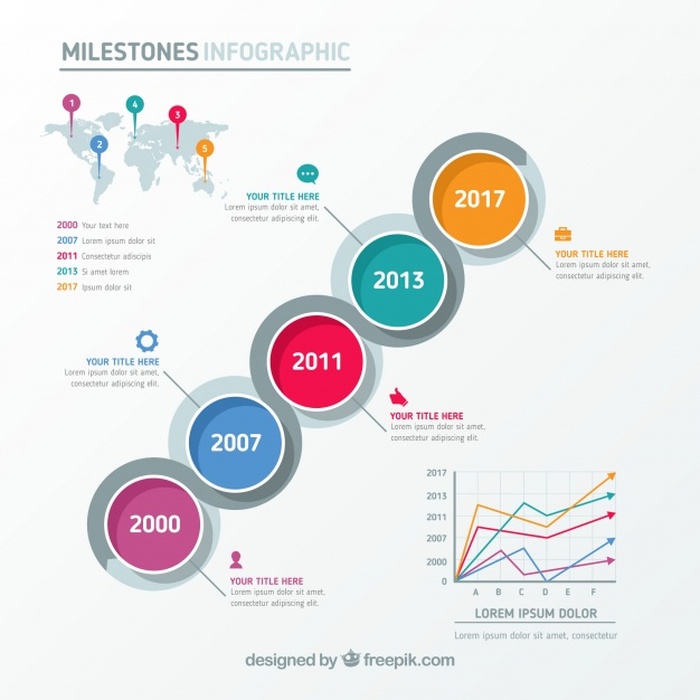 MILESTONES INFOGRAPHIC
1
4
3
2
5
2000 Your text here
2007 Lorem ipsum dolor sit
2011 Consectetur adiscipis
2013 Si amet lorem
2017 Ipsum dolor sit
YOUR TITLE HERE
Lorem ipsum dolor sit amet,
consectetur adipiscing elit.
2017
YOUR TITLE HERE
Lorem ipsum dolor sit amet,
consectetur adipiscing elit.
2013
YOUR TITLE HERE
Lorem ipsum dolor sit amet,
consectetur adipiscing elit.
2011
YOUR TITLE HERE
Lorem ipsum dolor sit amet,
consectetur adipiscing elit.
2007
2000
YOUR TITLE HERE
Lorem ipsum dolor sit amet,
consectetur adipiscing elit.
2017
2013
2011
2007
2000
0
A B C D E F
LOREM IPSUM DOLOR
Lorem ipsum dolor sit amet, consectetur
designed by freepik.com